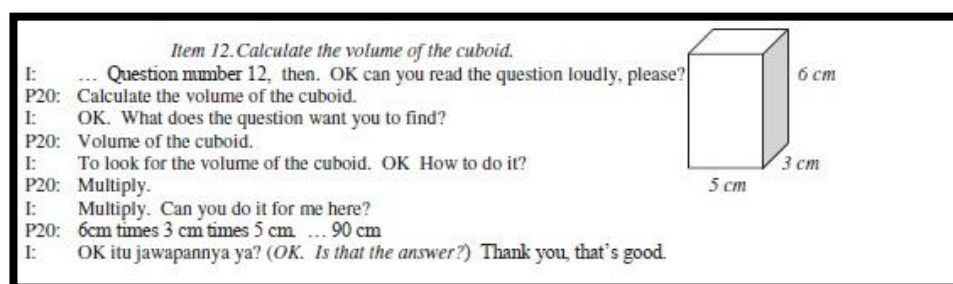 Item 12. Calculate the volume of the cuboid.
I: ... Question number 12, then. OK can you read the question loudly, please?
P20: Calculate the volume of the cuboid.
I: OK. What does the question want you to find?
P20: Volume of the cuboid.
I: To look for the volume of the cuboid. OK How to do it?
P20: Multiply.
I: Multiply. Can you do it for me here?
P20: 6cm times 3 cm times 5 cm. ... 90 cm
I: OK itu jawapannya ya? (OK. Is that the answer?) Thank you, that's good.
6 cm
3 cm
5 cm